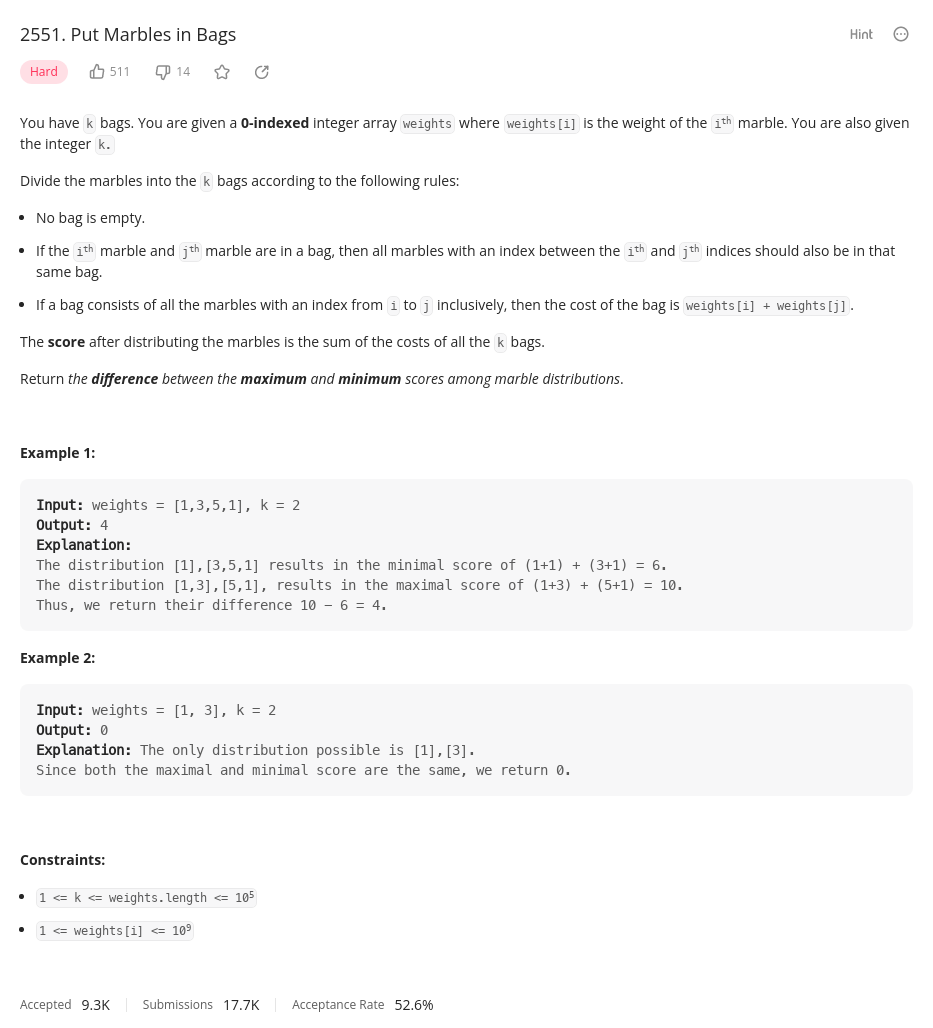 2551. Put Marbles in Bags
Hint
Hard 511 14
You have k bags. You are given a 0-indexed integer array weights where weights[i] is the weight of the ith marble. You are also given
the integer k.
Divide the marbles into the k bags according to the following rules:
• No bag is empty.
• If the ith marble and jth marble are in a bag, then all marbles with an index between the ith and jth indices should also be in that
same bag.
• If a bag consists of all the marbles with an index from i to j inclusively, then the cost of the bag is weights[i] + weights[j].
The score after distributing the marbles is the sum of the costs of all the k bags.
Return the difference between the maximum and minimum scores among marble distributions.
Example 1:
Input: weights = [1,3,5,1], k = 2
Output: 4
Explanation:
The distribution [1],[3,5,1] results in the minimal score of (1+1) + (3+1) = 6.
The distribution [1,3],[5,1], results in the maximal score of (1+3) + (5+1) = 10.
Thus, we return their difference 10 - 6 = 4.
Example 2:
Input: weights = [1, 3], k = 2
Output: 0
Explanation: The only distribution possible is [1],[3].
Since both the maximal and minimal score are the same, we return 0.
Constraints:
• 1 <= k <= weights.length <= 10⁵
• 1 <= weights[i] <= 10⁹
Accepted 9.3K Submissions 17.7K Acceptance Rate 52.6%